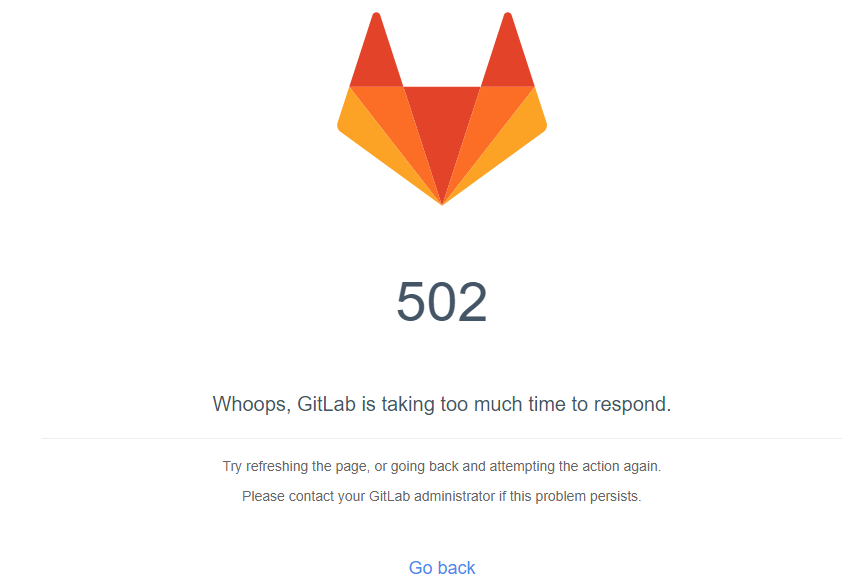 502
Whoops, GitLab is taking too much time to respond.
Try refreshing the page, or going back and attempting the action again.
Please contact your GitLab administrator if this problem persists.
Go back